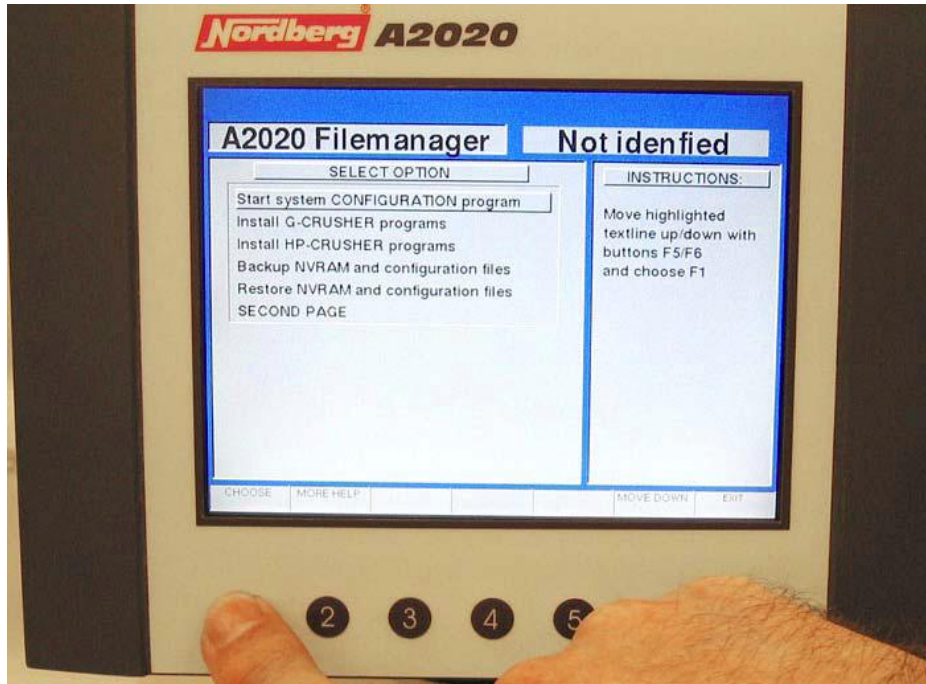 Nordberg A2020
A2020 Filemanager
Not idenfied
SELECT OPTION
Start system CONFIGURATION program
Install G-CRUSHER programs
Install HP-CRUSHER programs
Backup NVRAM and configuration files
Restore NVRAM and configuration files
SECOND PAGE
INSTRUCTIONS:
Move highlighted
textline up/down with
buttons F5/F6
and choose F1
CHOOSE MORE HELP MOVE DOWN EXIT
2 3 4 5